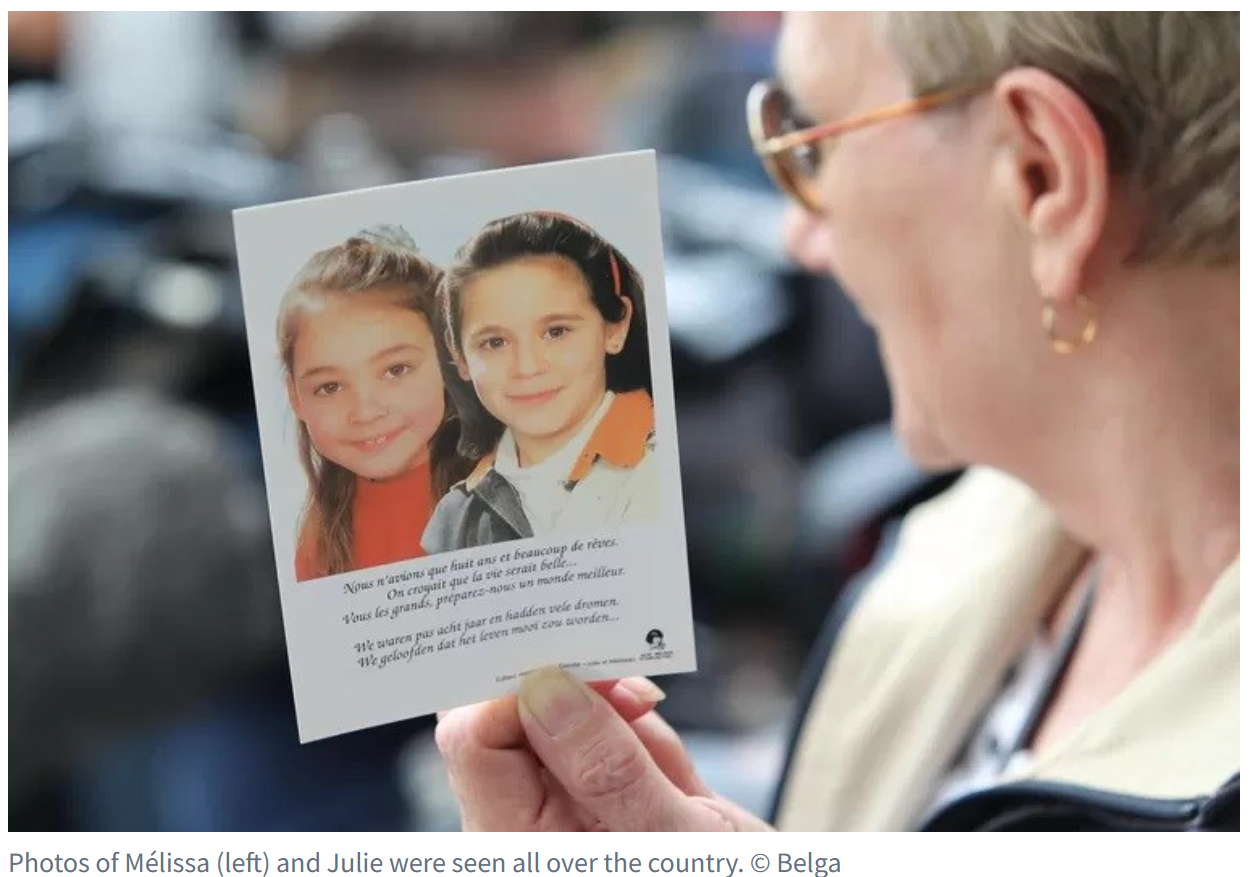 Nous n'avions que huit ans et beaucoup de rêves.
On croyait que la vie serait belle...
Vous les grands, préparez-nous un monde meilleur.
We waren pas acht jaar en hadden vele dromen.
We geloofden dat het leven mooi zou worden...
Photos of Mélissa (left) and Julie were seen all over the country. © Belga